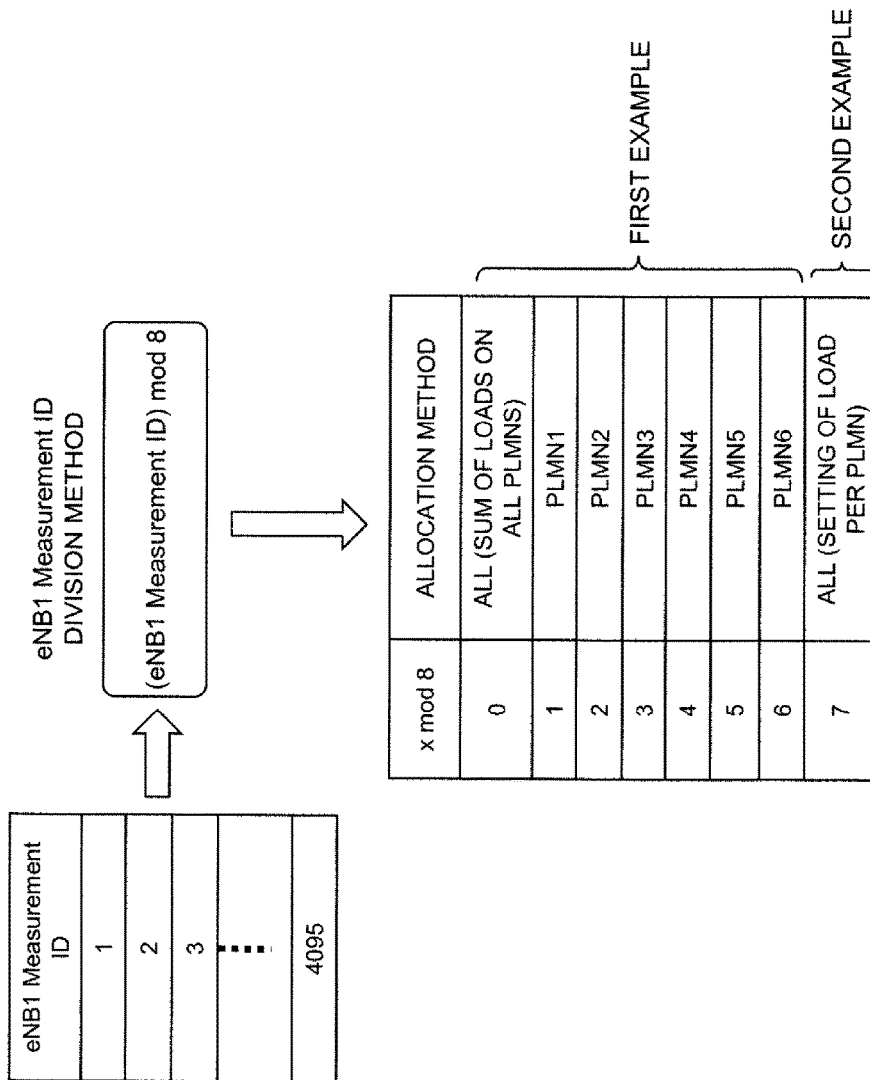 eNB1 Measurement
ID
1
2
3
4095
eNB1 Measurement ID
DIVISION METHOD
(eNB1 Measurement ID) mod 8
x mod 8
ALLOCATION METHOD
0
ALL (SUM OF LOADS ON
ALL PLMNS)
1
PLMN1
2
PLMN2
3
PLMN3
4
PLMN4
5
PLMN5
6
PLMN6
7
ALL (SETTING OF LOAD
PER PLMN)
FIRST EXAMPLE
SECOND EXAMPLE